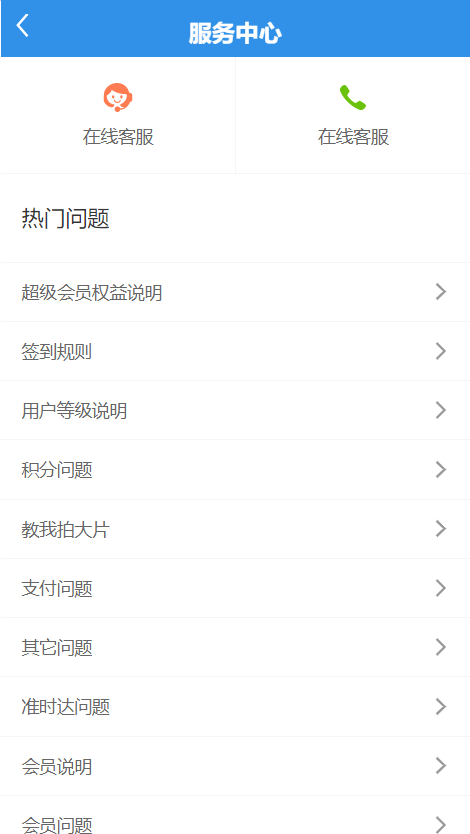 服务中心
在线客服
在线客服
热门问题
超级会员权益说明
签到规则
用户等级说明
积分问题
教我拍大片
支付问题
其它问题
准时达问题
会员说明
会员问题